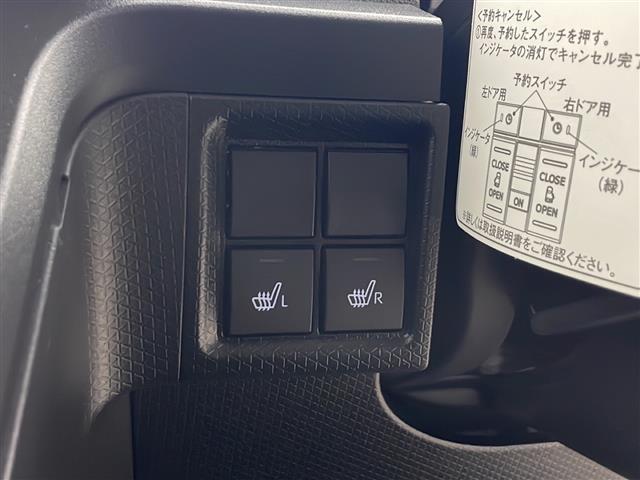 <予約キャンセル>
①再度、予約したスイッチを押す。
インジケータの消灯でキャンセル完了
予約スイッチ
左ドア用
右ドア用
インジケータ
(緑)
インジケー
(緑)
CLOSE
CLOSE
OPEN
ON
OPEN
※詳しくは取扱説明書をご確認ください。
L
R